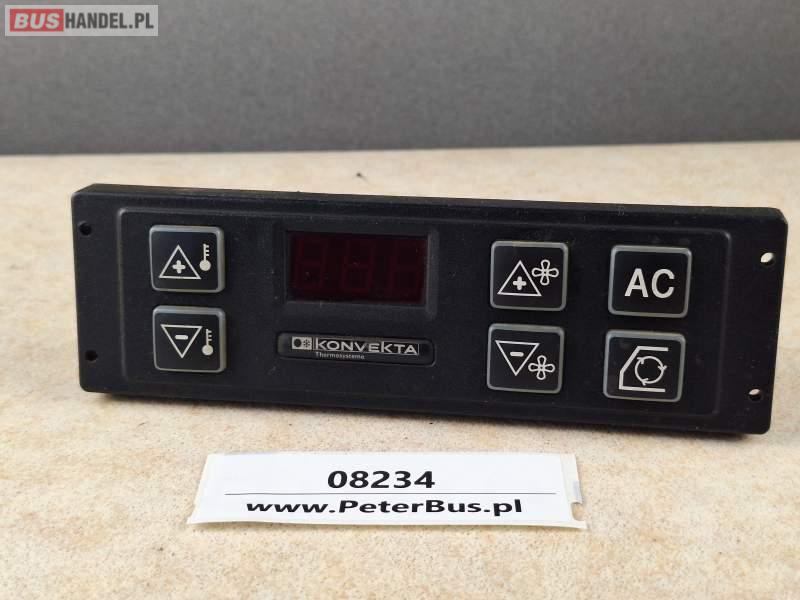 BUSHANDEL.PL
AC
KONVEKTA
Thermosysteme
08234
www.PeterBus.pl